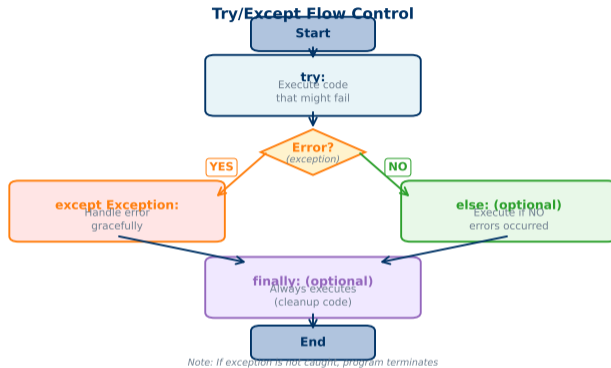 Try/Except Flow Control
Start
try:
Execute code
that might fail
Error?
(exception)
YES
NO
except Exception:
Handle error
gracefully
else: (optional)
Execute if NO
errors occurred
finally: (optional)
Always executes
(cleanup code)
End
Note: If exception is not caught, program terminates